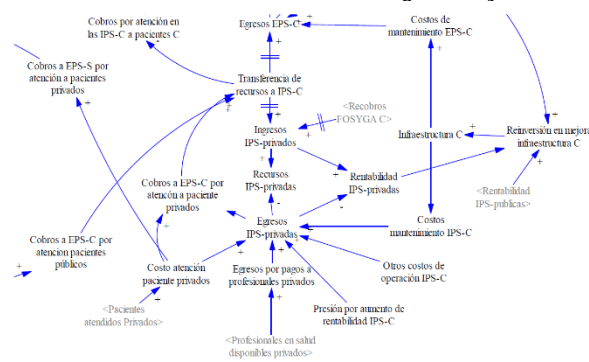 Cobros por atención en
las IPS-C a pacientes C
Egresos EPS-C
Costos de
mantenimiento EPS-C
Cobros a EPS-S por
atención a pacientes
privados
Transferencia de
recursos a IPS-C
<Recobros
FOSYGA C>
Ingresos
IPS-privados
Infraestructura C
Reinversión en mejora
infraestructura C
Recursos
IPS-privadas
Rentabilidad
IPS-privadas
Cobros a EPS-C por
atención a paciente
privados
<Rentabilidad
IPS-publicas>
Egresos
IPS-privadas
Costos
mantenimiento IPS-C
Cobros a EPS-C por
atencion pacientes
públicos
Costo atención
paciente privados
Egresos por pagos a
profesionales privados
Otros costos de
operación IPS-C
<Pacientes
atendidos Privados>
Presión por aumento de
rentabilidad IPS-C
<Profesionales en salud
disponibles privados>